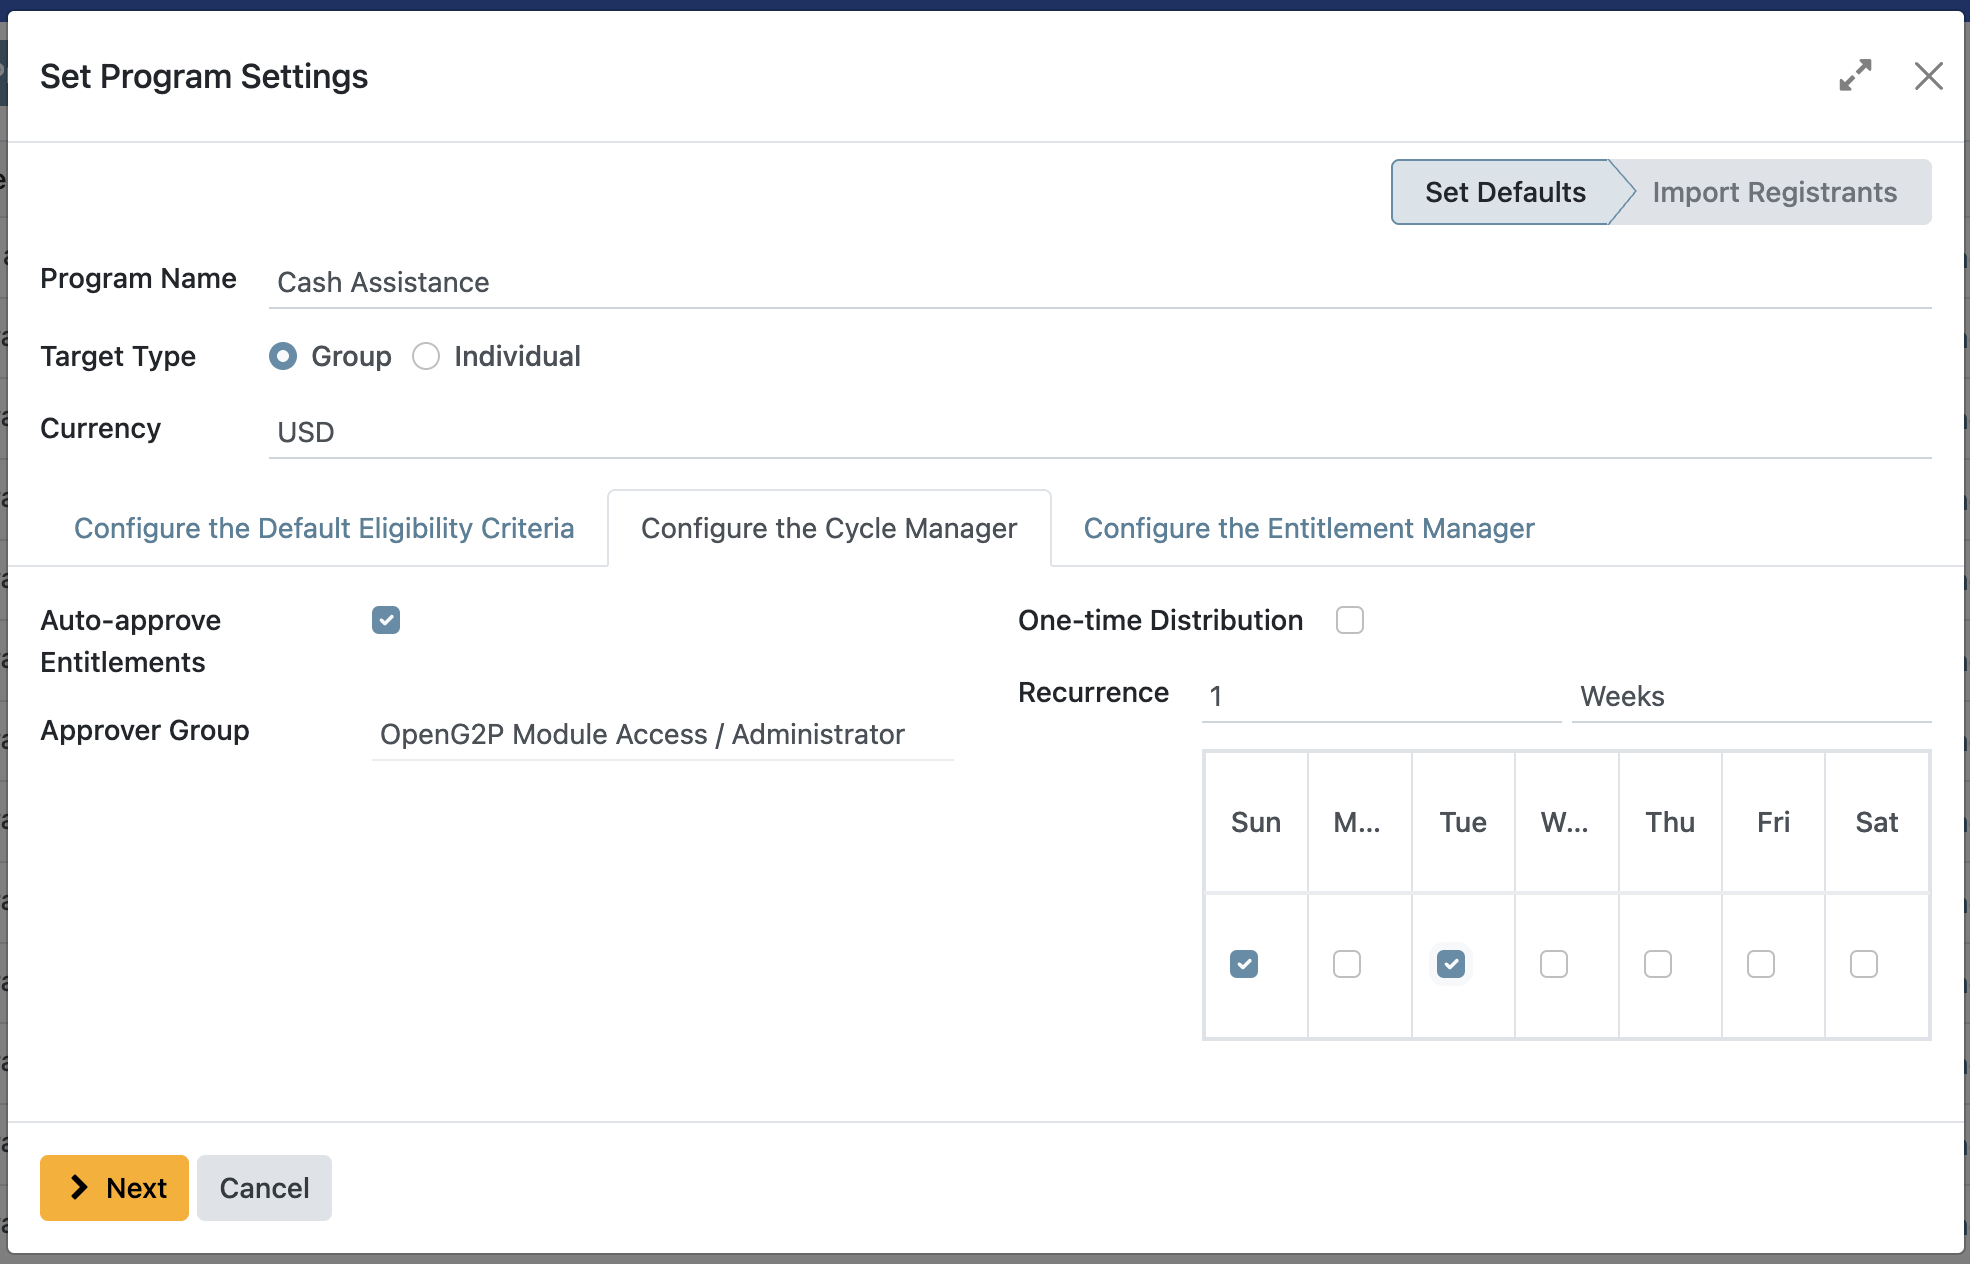 Set Program Settings
Set Defaults
Import Registrants
Program Name
Cash Assistance
Target Type
Group
Individual
Currency
USD
Configure the Default Eligibility Criteria
Configure the Cycle Manager
Configure the Entitlement Manager
Auto-approve
Entitlements
One-time Distribution
Recurrence
1
Weeks
Approver Group
OpenG2P Module Access / Administrator
Sun
M...
Tue
W...
Thu
Fri
Sat
Next
Cancel